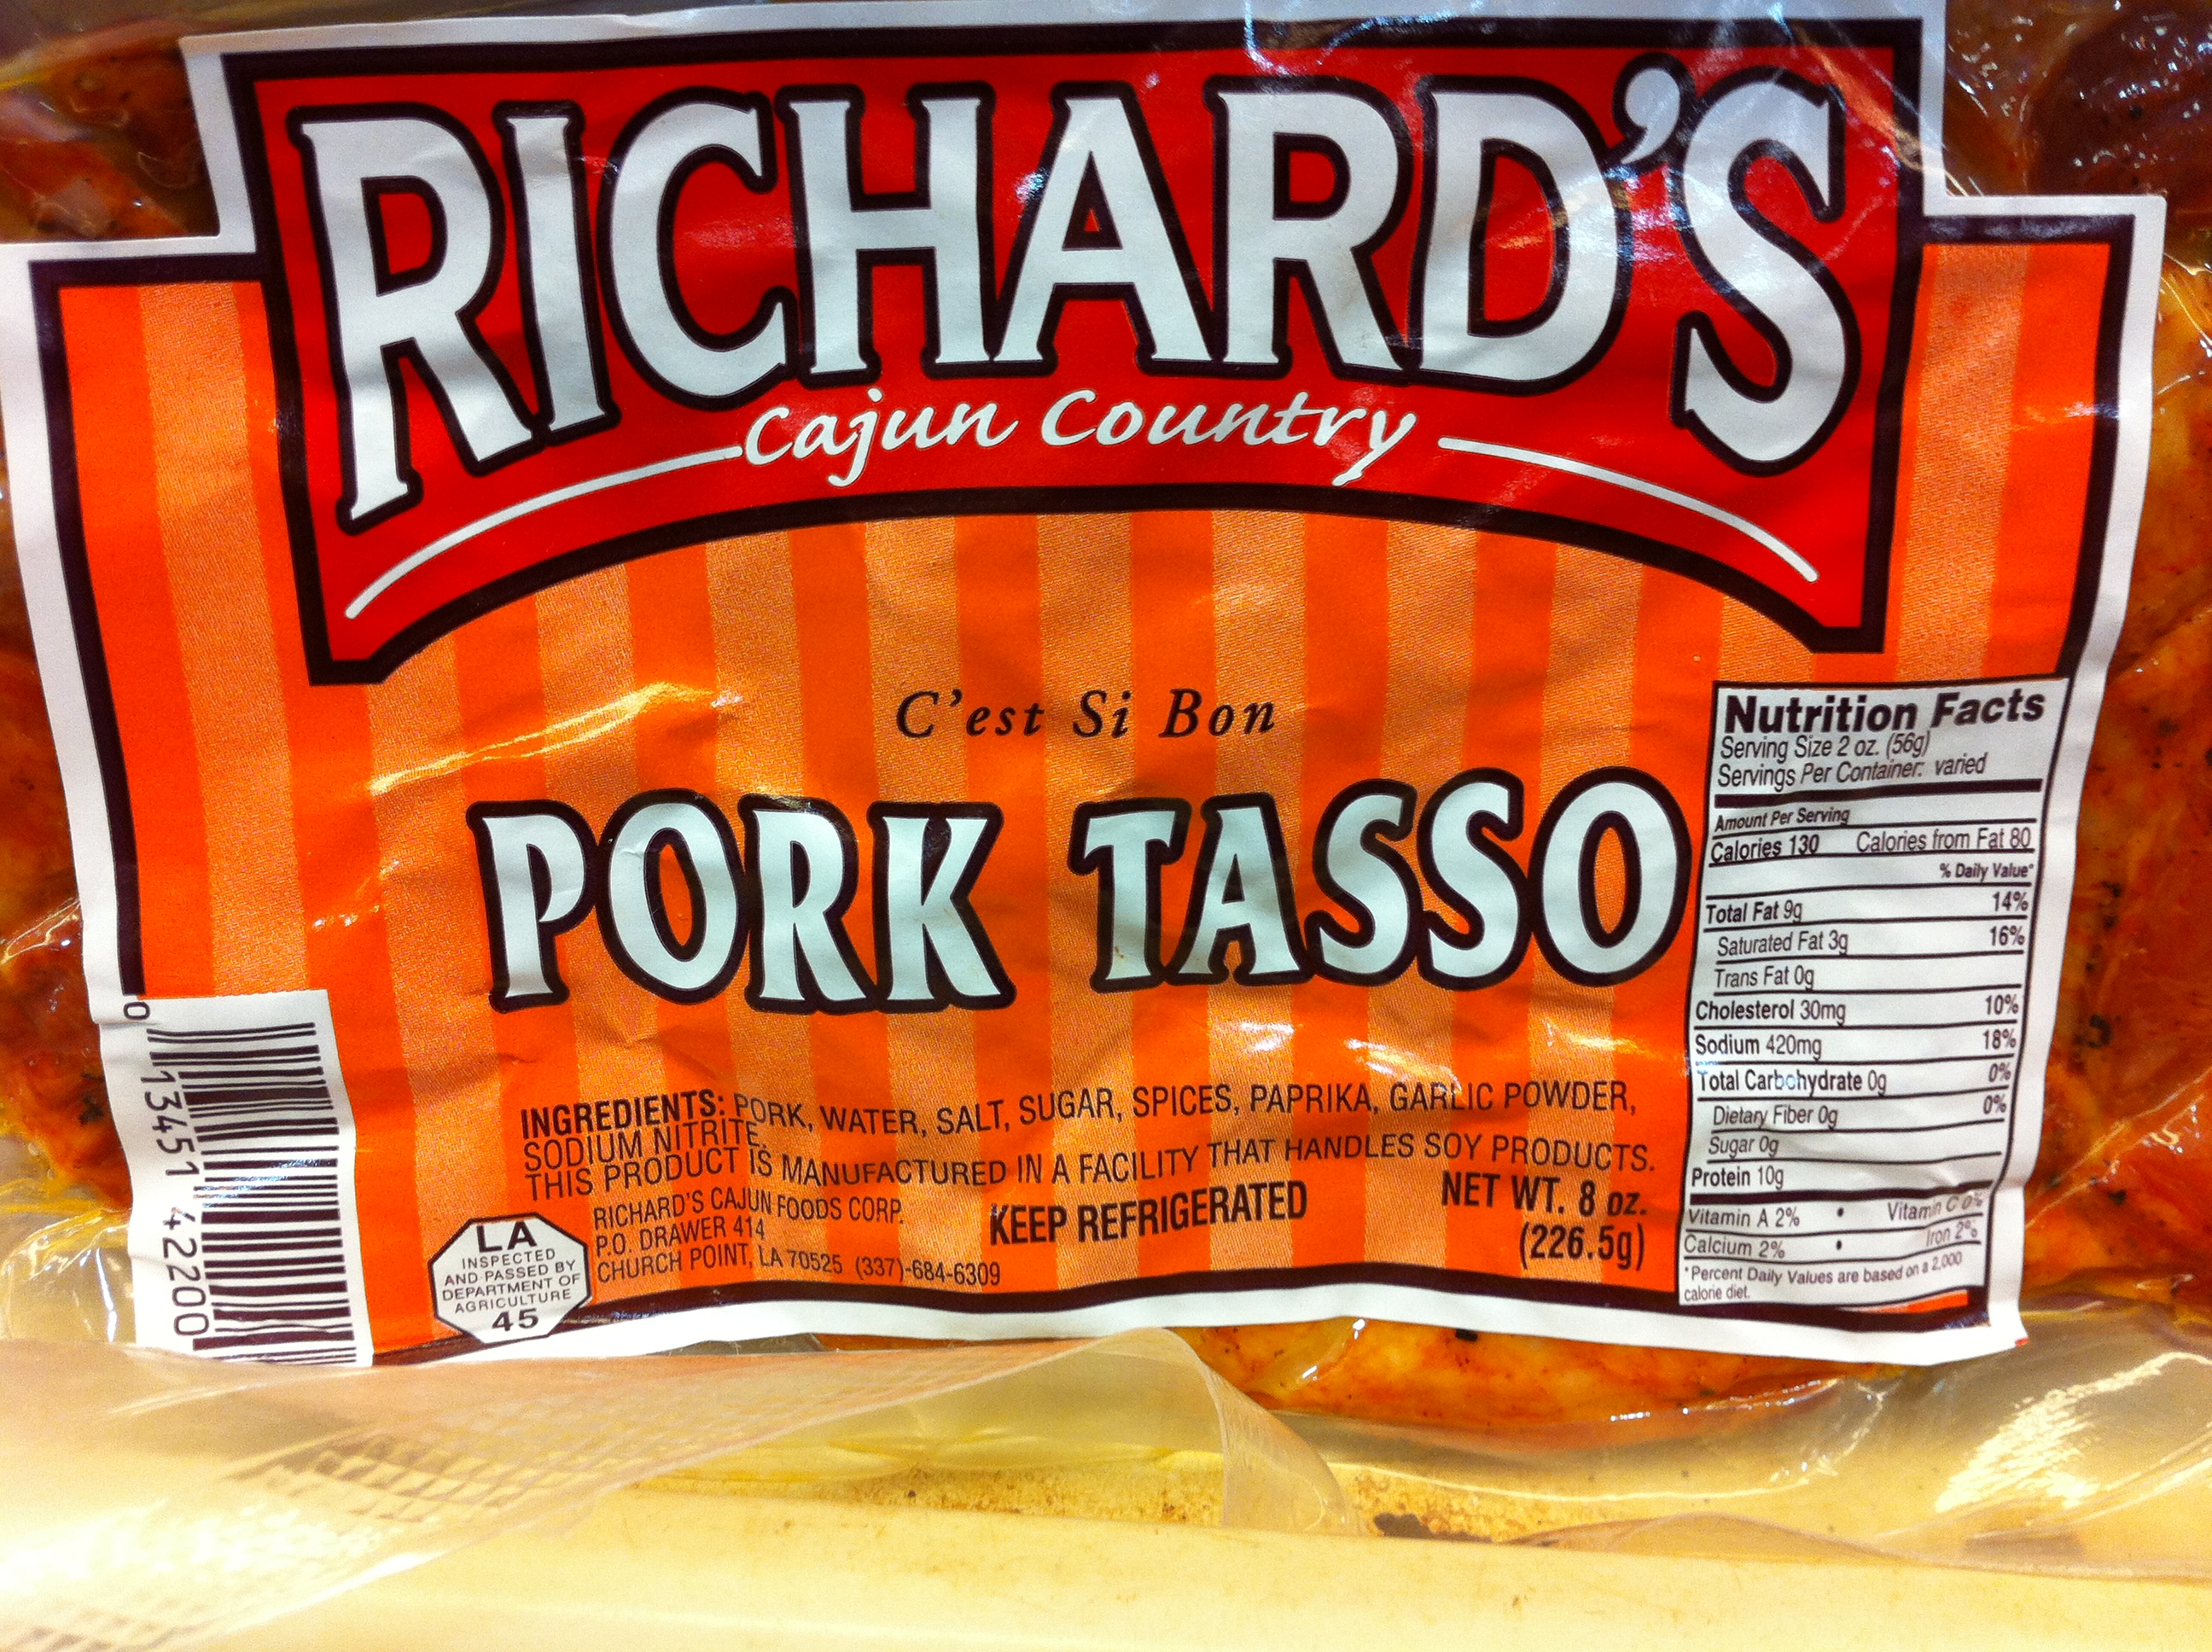 RICHARD'S
Cajun Country
C'est Si Bon
PORK TASSO
INGREDIENTS: PORK, WATER, SALT, SUGAR, SPICES, PAPRIKA, GARLIC POWDER,
SODIUM NITRITE.
THIS PRODUCT IS MANUFACTURED IN A FACILITY THAT HANDLES SOY PRODUCTS.
RICHARD'S CAJUN FOODS CORP.
P.O. DRAWER 414
CHURCH POINT, LA 70525 (337)-684-6309
KEEP REFRIGERATED
NET WT. 8 oz.
(226.5g)
LA
INSPECTED
AND PASSED BY
DEPARTMENT OF
AGRICULTURE
45
0 13451 42200
Nutrition Facts
Serving Size 2 oz. (56g)
Servings Per Container: varied
Amount Per Serving
Calories 130 Calories from Fat 80
% Daily Value*
Total Fat 9g 14%
Saturated Fat 3g 16%
Trans Fat 0g
Cholesterol 30mg 10%
Sodium 420mg 18%
Total Carbohydrate 0g 0%
Dietary Fiber 0g 0%
Sugar 0g
Protein 10g
Vitamin A 2% • Vitamin C 0%
Calcium 2% • Iron 2%
*Percent Daily Values are based on a 2,000
calorie diet.